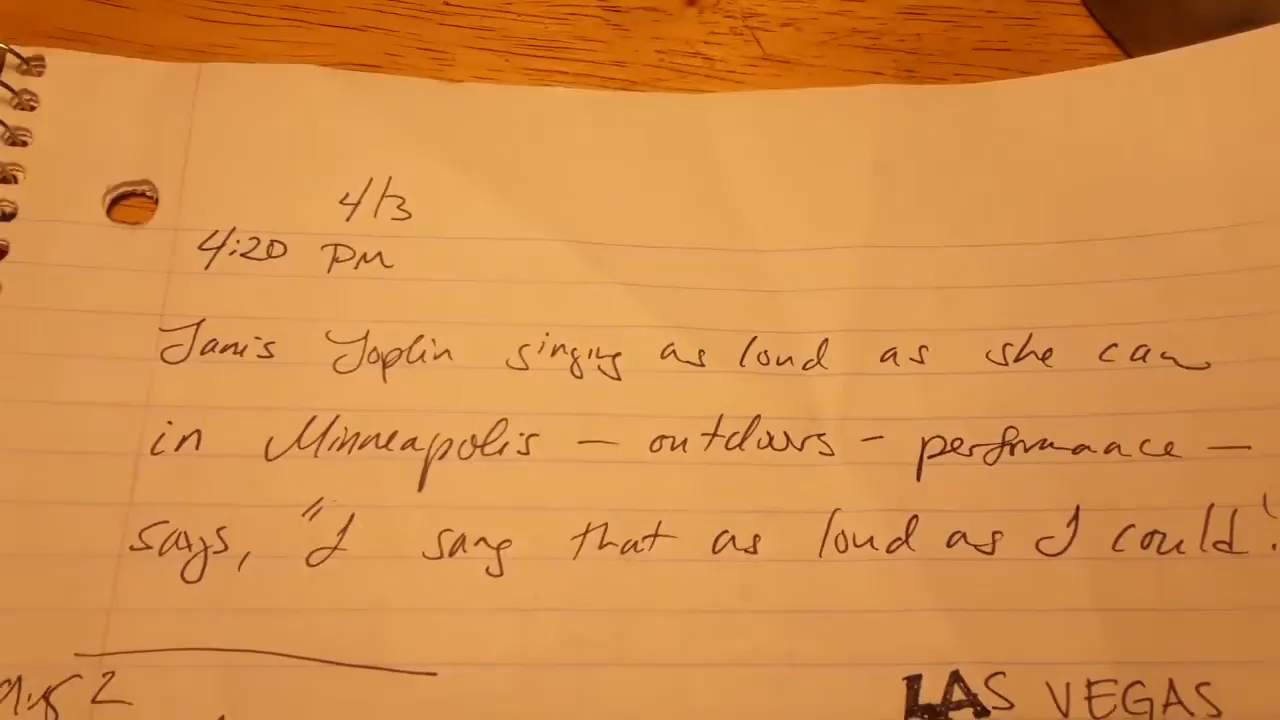 4/3
4:20 PM
Janis Joplin singing as loud as she can
in Minneapolis — outdoors - performance —
says, "I sang that as loud as I could!
2 LAS VEGAS